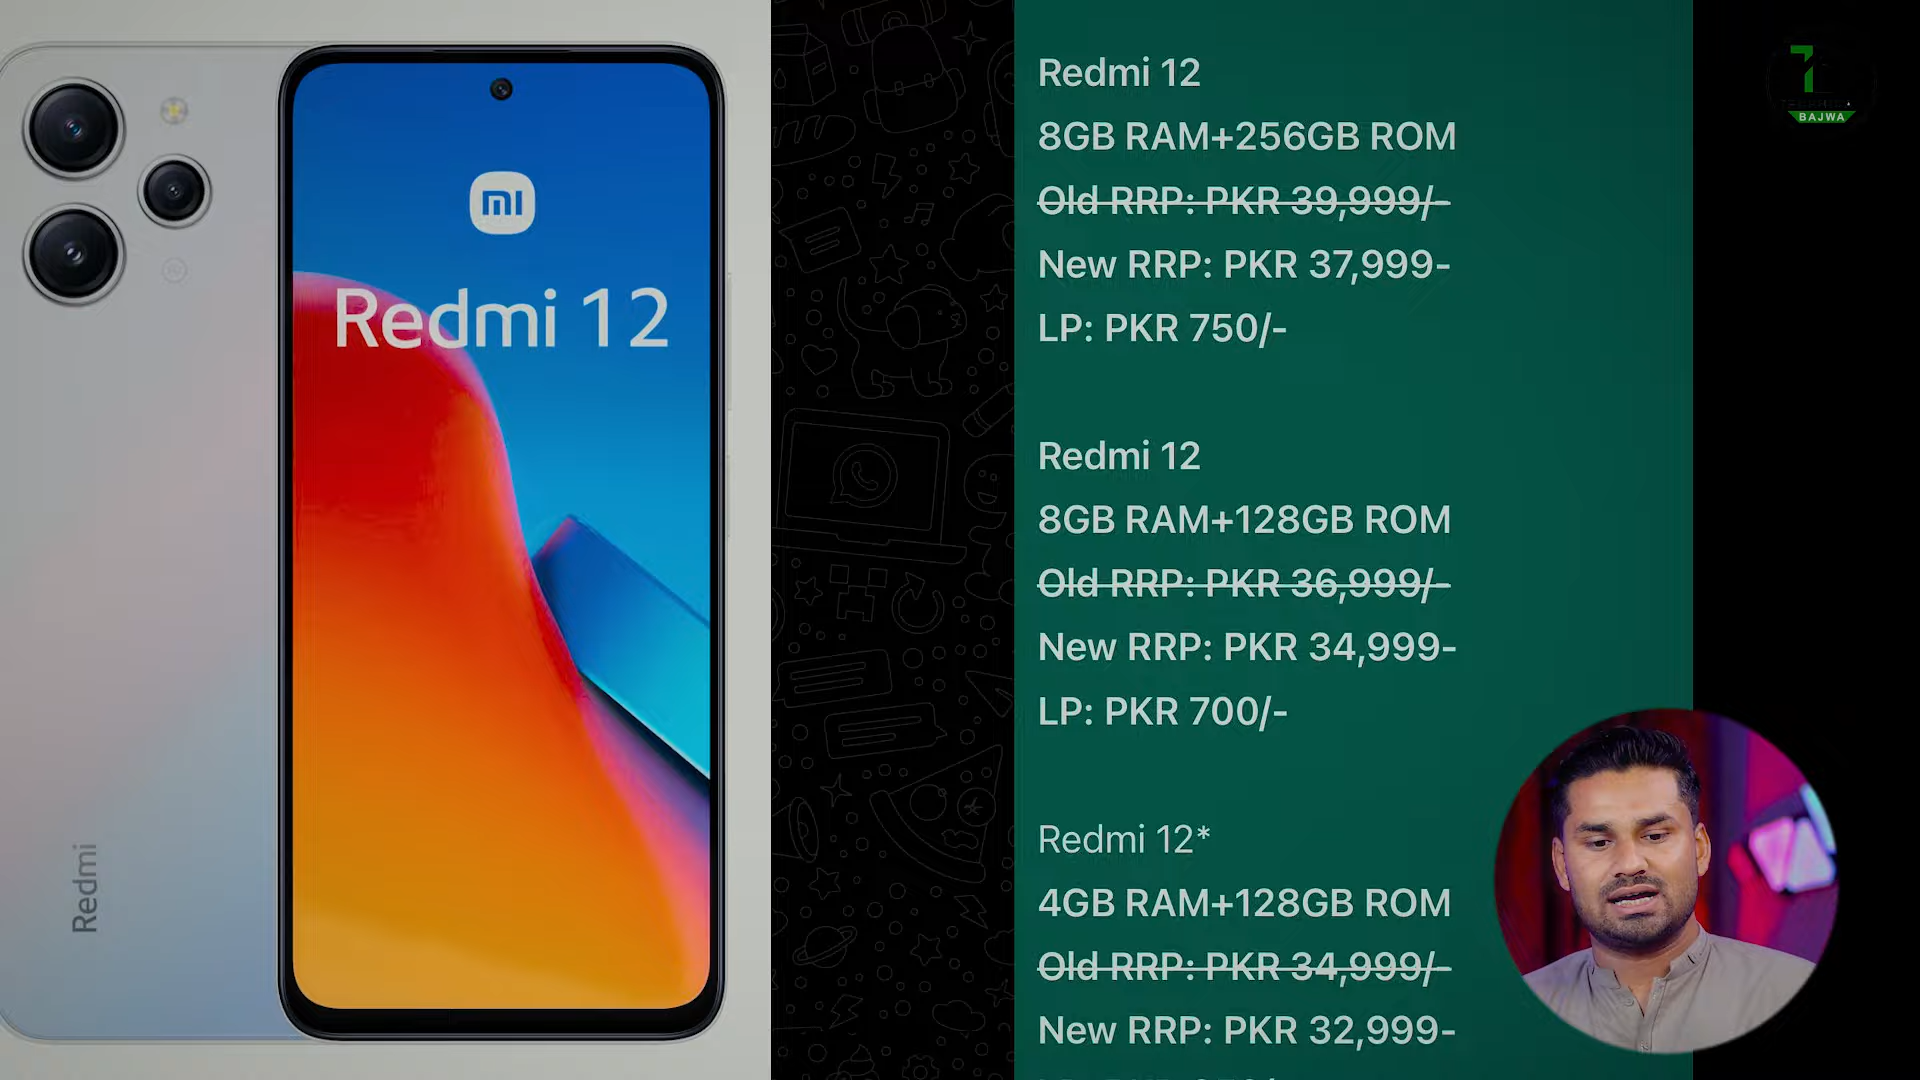 Redmi 12
Redmi
Redmi 12
8GB RAM+256GB ROM
Old RRP: PKR 39,999/-
New RRP: PKR 37,999-
LP: PKR 750/-
Redmi 12
8GB RAM+128GB ROM
Old RRP: PKR 36,999/-
New RRP: PKR 34,999-
LP: PKR 700/-
Redmi 12*
4GB RAM+128GB ROM
Old RRP: PKR 34,999/-
New RRP: PKR 32,999-
BAJWA